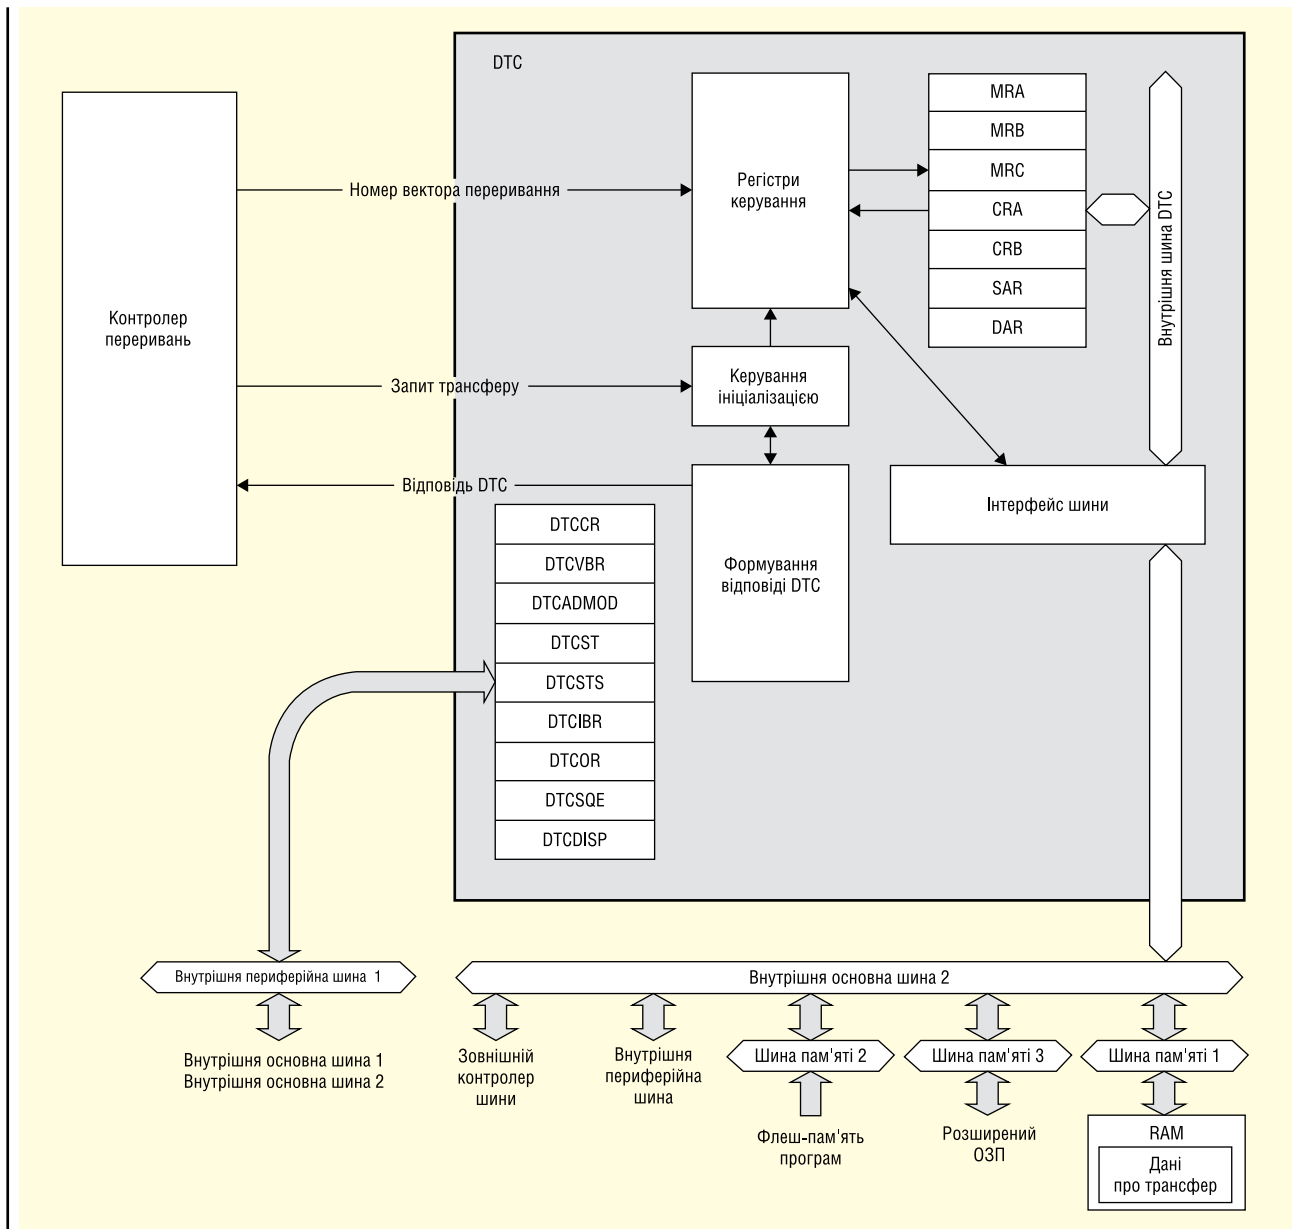 DTC
Контролер
переривань
Номер вектора переривання
Запит трансферу
Відповідь DTC
Регістри
керування
Керування
ініціалізацією
Формування
відповіді DTC
MRA
MRB
MRC
CRA
CRB
SAR
DAR
Внутрішня шина DTC
Інтерфейс шини
DTCCR
DTCVBR
DTCADMOD
DTCST
DTCSTS
DTCIBR
DTCOR
DTCSQE
DTCDISP
Внутрішня периферійна шина 1
Внутрішня основна шина 2
Внутрішня основна шина 1
Внутрішня основна шина 2
Зовнішній
контролер
шини
Внутрішня
периферійна
шина
Шина пам'яті 2
Шина пам'яті 3
Шина пам'яті 1
Флеш-пам'ять
програм
Розширений
ОЗП
RAM
Дані
про трансфер